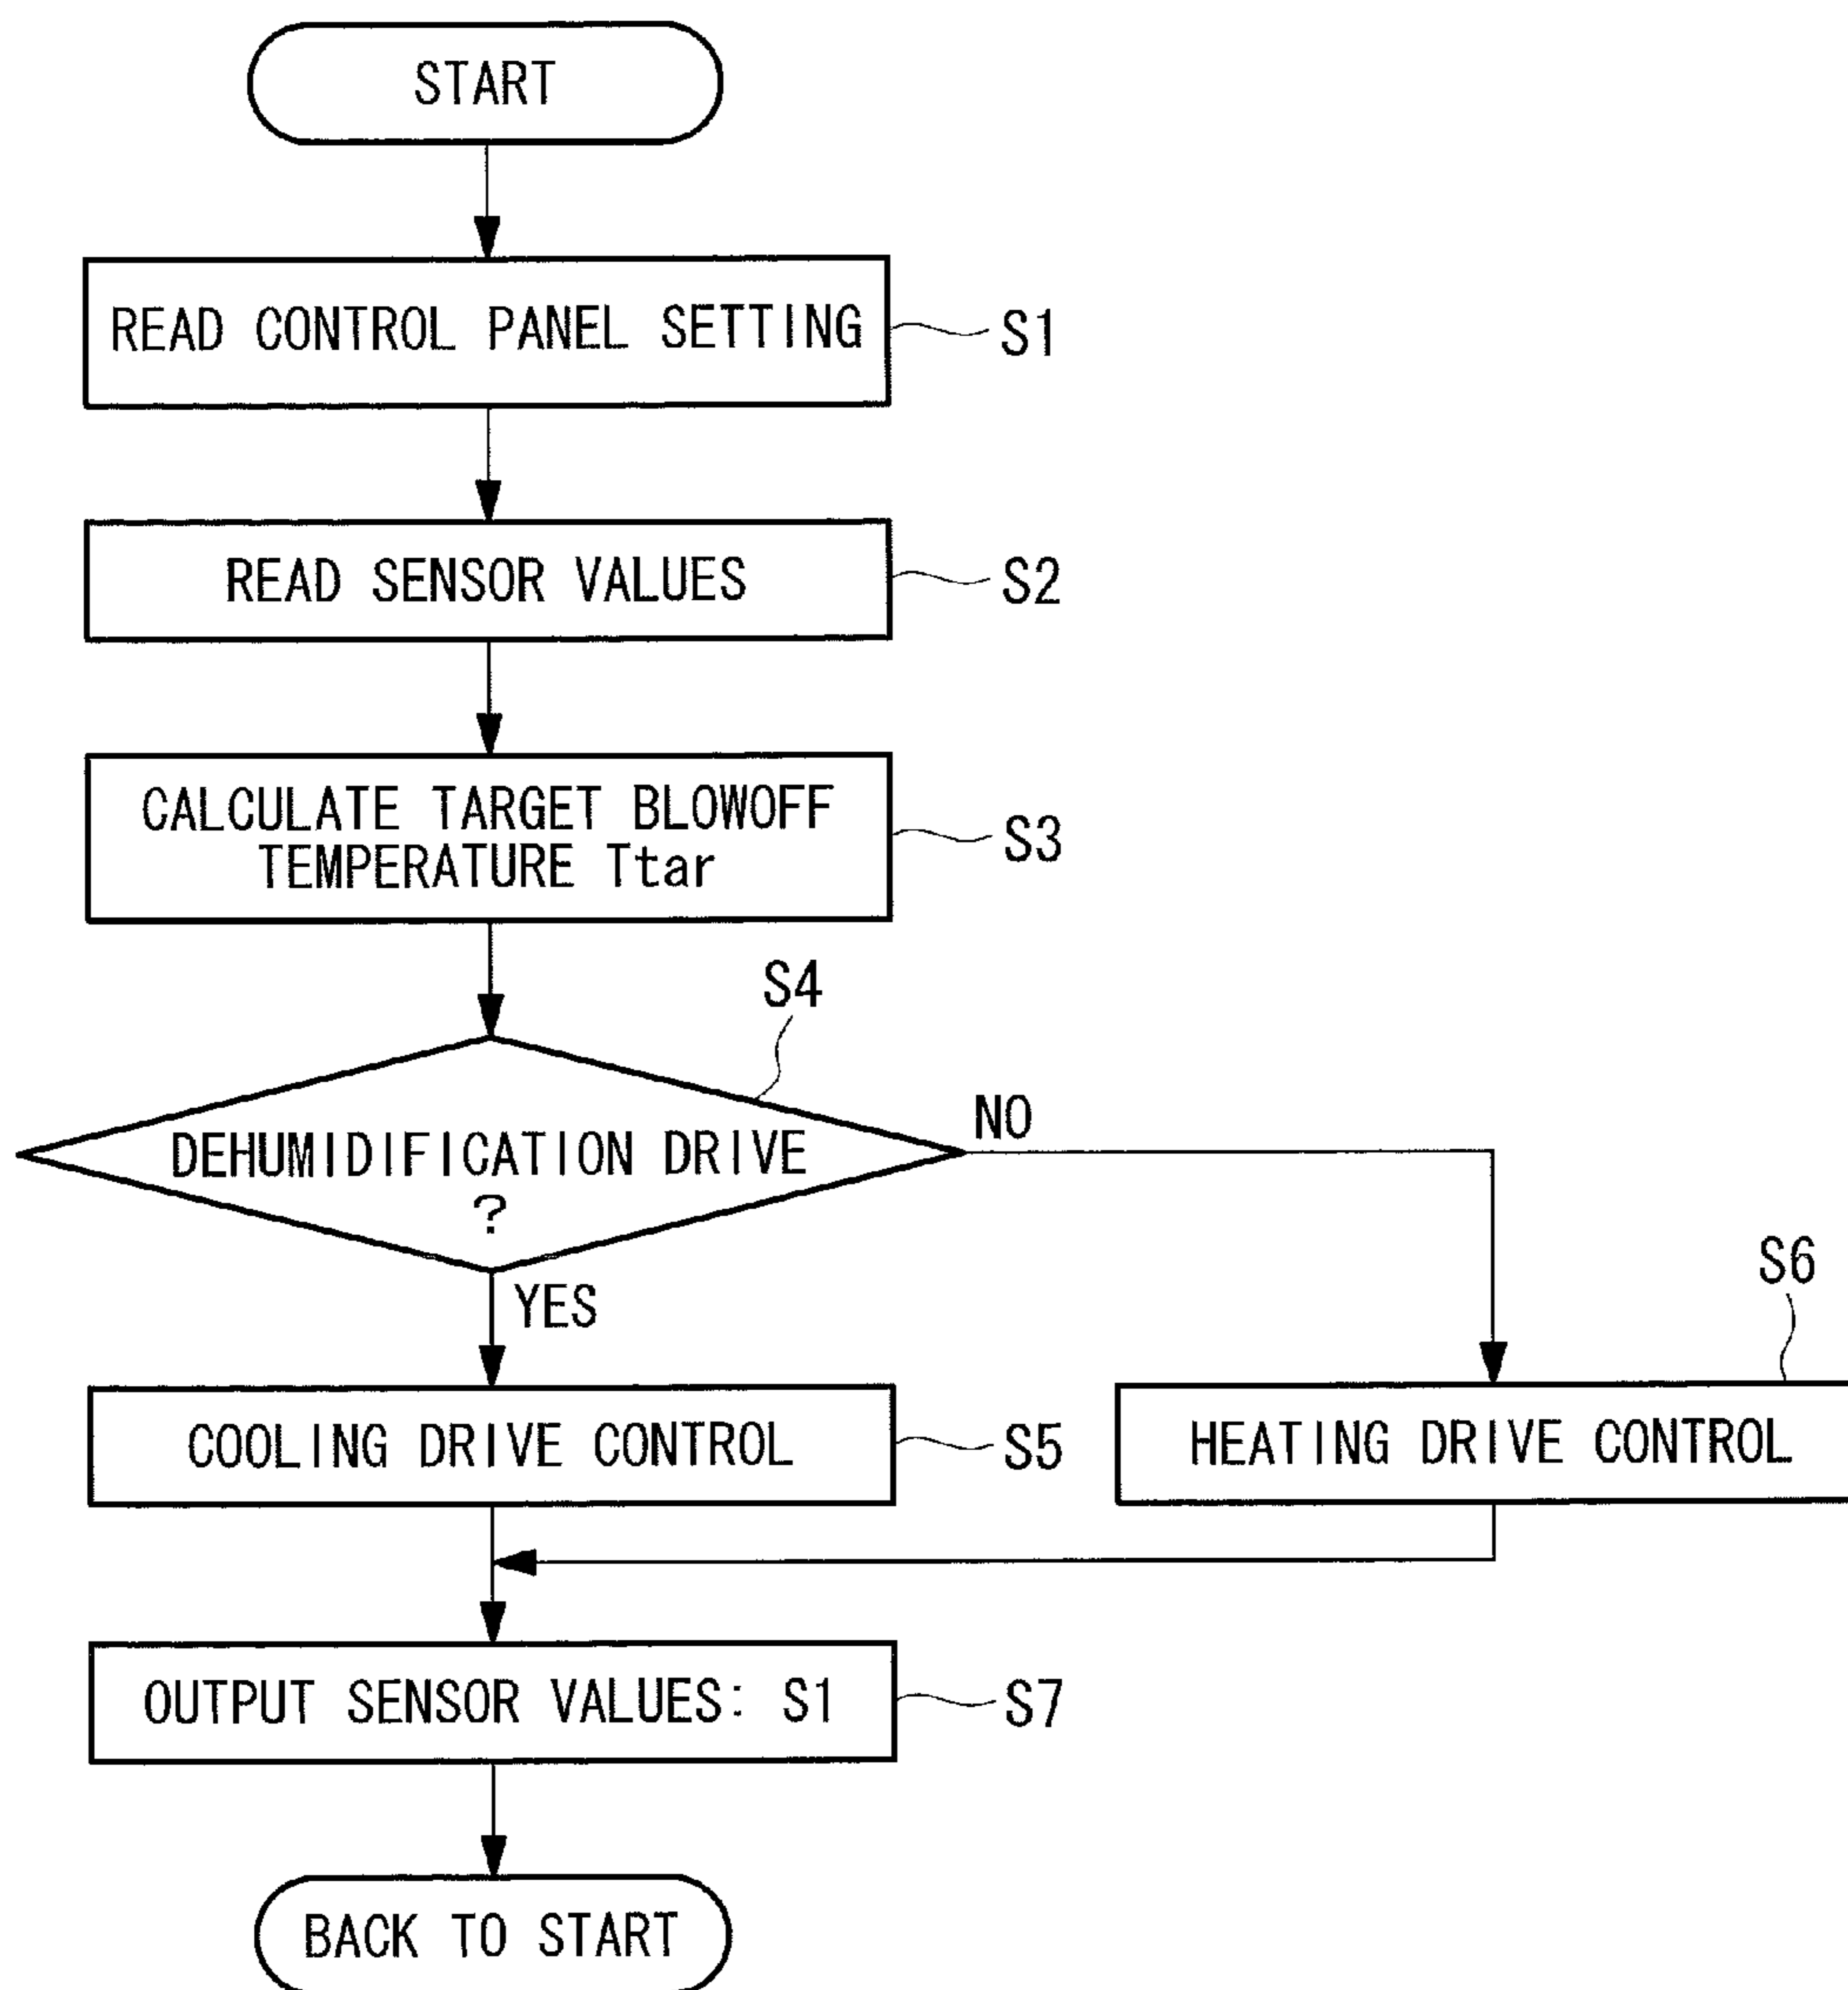 START
READ CONTROL PANEL SETTING
S1
READ SENSOR VALUES
S2
CALCULATE TARGET BLOWOFF
TEMPERATURE Ttar
S3
S4
DEHUMIDIFICATION DRIVE
?
NO
YES
S6
COOLING DRIVE CONTROL
S5
HEATING DRIVE CONTROL
OUTPUT SENSOR VALUES: S1
S7
BACK TO START